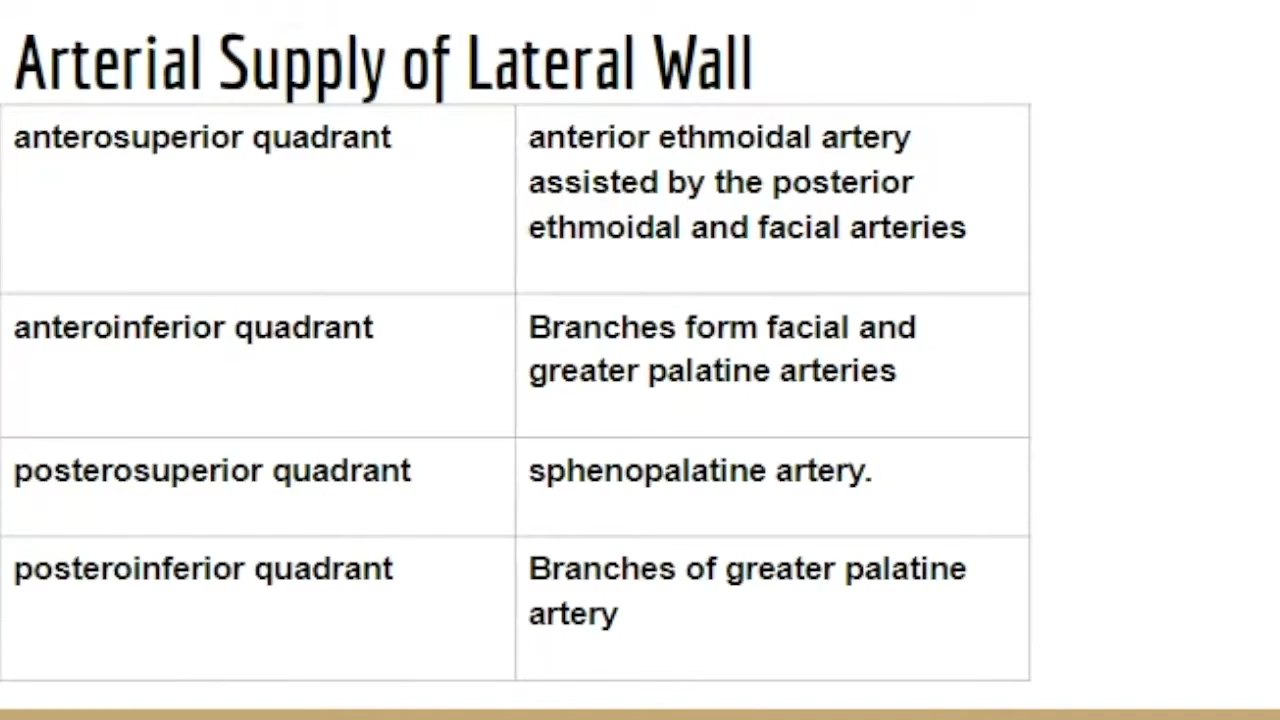 Arterial Supply of Lateral Wall
anterosuperior quadrant
anterior ethmoidal artery
assisted by the posterior
ethmoidal and facial arteries
anteroinferior quadrant
Branches form facial and
greater palatine arteries
posterosuperior quadrant
sphenopalatine artery.
posteroinferior quadrant
Branches of greater palatine
artery